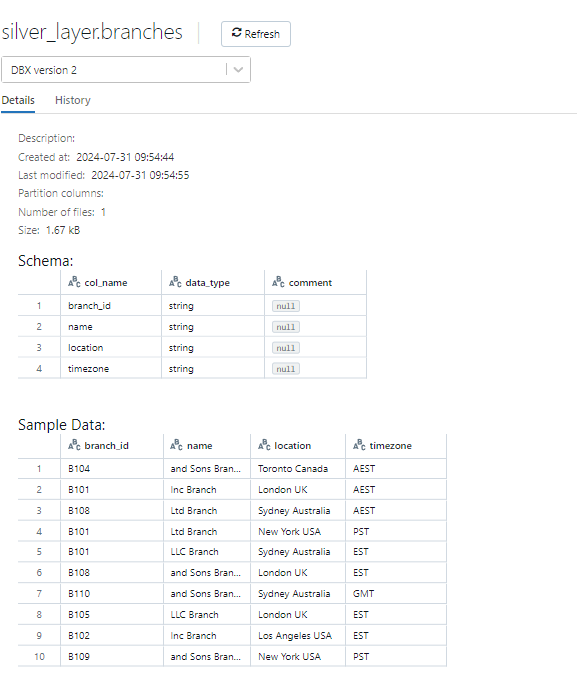 silver_layer.branches
Refresh
DBX version 2
Details History
Description:
Created at: 2024-07-31 09:54:44
Last modified: 2024-07-31 09:54:55
Partition columns:
Number of files: 1
Size: 1.67 kB
Schema:
ABC col_name ABC data_type ABC comment
1 branch_id string null
2 name string null
3 location string null
4 timezone string null
Sample Data:
ABC branch_id ABC name ABC location ABC timezone
1 B104 and Sons Bran... Toronto Canada AEST
2 B101 Inc Branch London UK AEST
3 B108 Ltd Branch Sydney Australia AEST
4 B101 Ltd Branch New York USA PST
5 B101 LLC Branch Sydney Australia EST
6 B108 and Sons Bran... London UK EST
7 B110 and Sons Bran... Sydney Australia GMT
8 B105 LLC Branch London UK EST
9 B102 Inc Branch Los Angeles USA EST
10 B109 and Sons Bran... New York USA PST